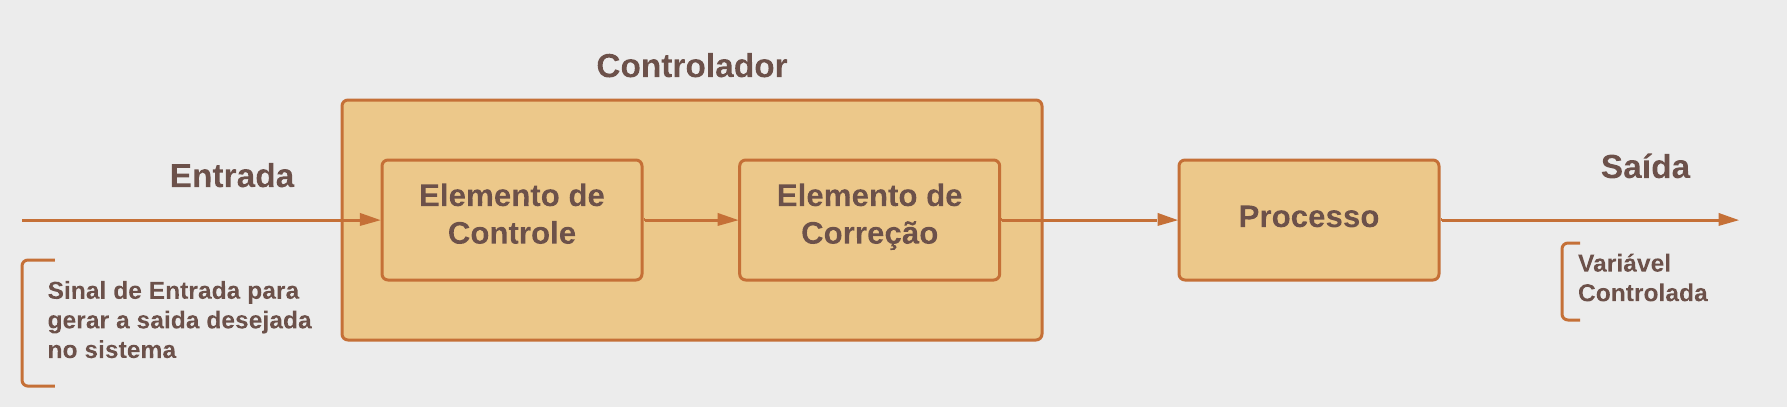 Controlador
Entrada
Elemento de
Controle
Elemento de
Correção
Processo
Saída
Sinal de Entrada para
gerar a saida desejada
no sistema
Variável
Controlada